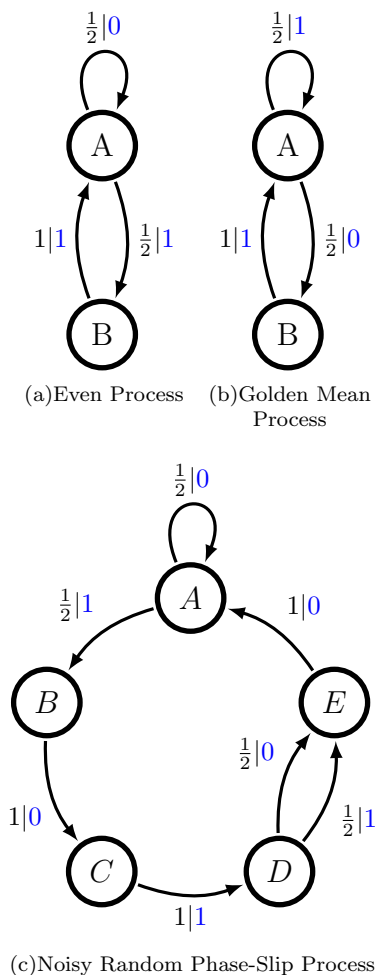 ½|0 ½|1
A A
1|1 ½|1 1|1 ½|0
B B
(a)Even Process (b)Golden Mean
Process
½|0
A
½|1 1|0
B E
½|0
1|0 ½|1
C D
1|1
(c)Noisy Random Phase-Slip Process